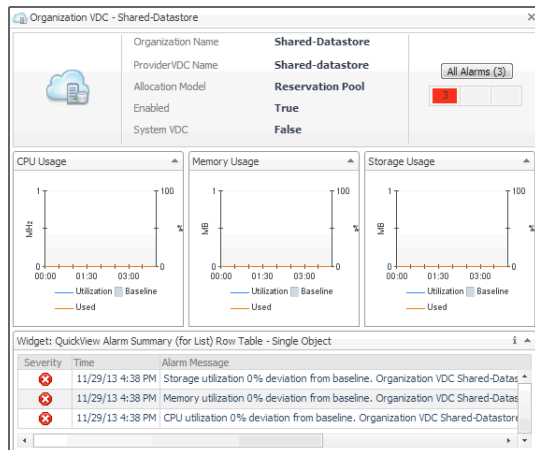 Organization VDC - Shared-Datastore
Organization Name Shared-Datastore
ProviderVDC Name Shared-datastore
Allocation Model Reservation Pool
Enabled True
System VDC False
All Alarms (3)
3
CPU Usage
1 100
MHz %
0 0
00:00 01:30 03:00
Utilization Baseline
Used
Memory Usage
1 100
MB %
0 0
00:00 01:30 03:00
Utilization Baseline
Used
Storage Usage
1 100
MB %
0 0
00:00 01:30 03:00
Utilization Baseline
Used
Widget: QuickView Alarm Summary (for List) Row Table - Single Object i
Severity Time Alarm Message
11/29/13 4:38 PM Storage utilization 0% deviation from baseline. Organization VDC Shared-Datas
11/29/13 4:38 PM Memory utilization 0% deviation from baseline. Organization VDC Shared-Datas
11/29/13 4:38 PM CPU utilization 0% deviation from baseline. Organization VDC Shared-Datastore